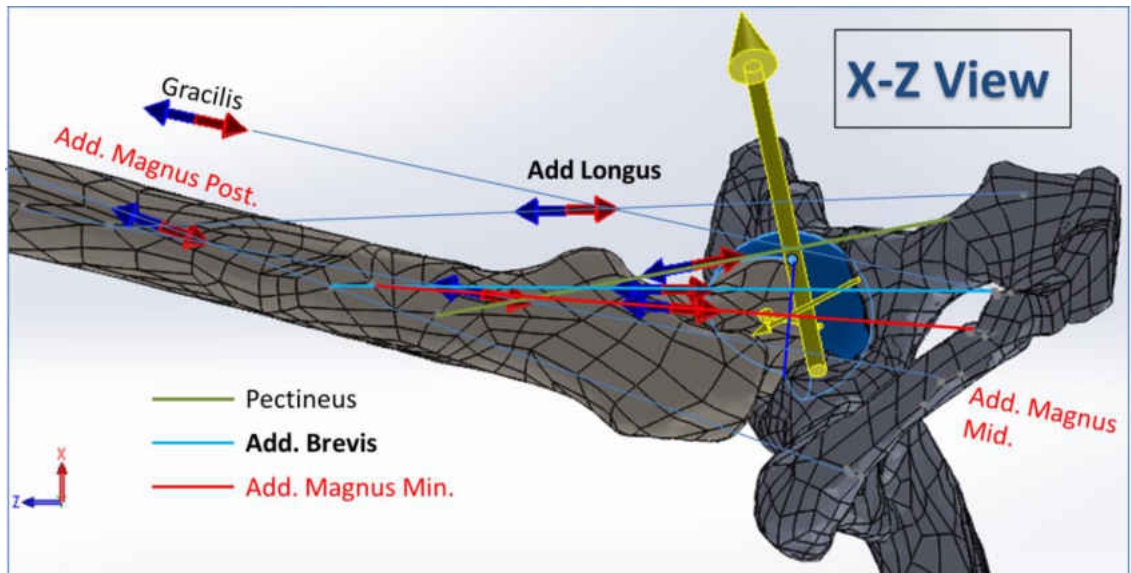 X-Z View
Gracilis
Add. Magnus Post.
Add Longus
Pectineus
Add. Brevis
Add. Magnus Min.
Add. Magnus
Mid.
X
Z